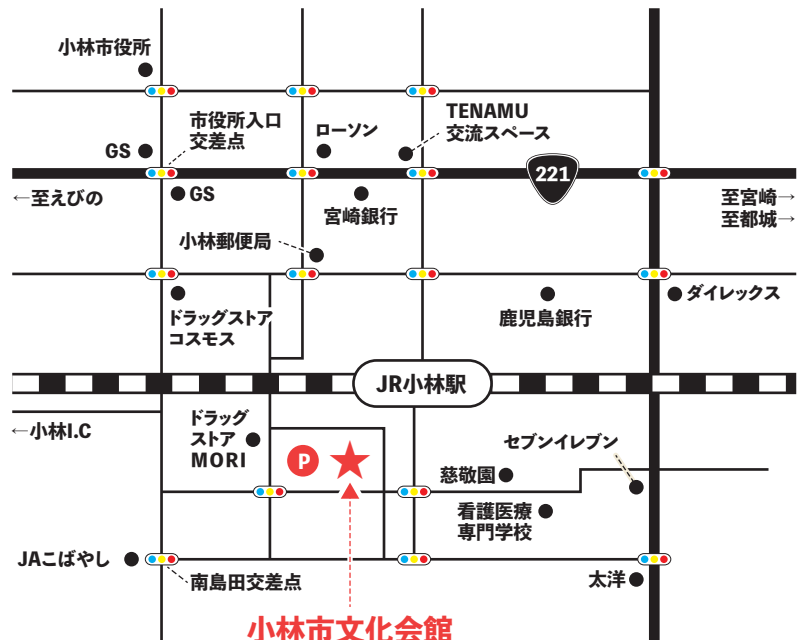 小林市役所
市役所入口
交差点
GS
ローソン
TENAMU
交流スペース
221
←至えびの
GS
宮崎銀行
至宮崎→
至都城→
小林郵便局
ドラッグストア
コスモス
鹿児島銀行
ダイレックス
JR小林駅
←小林I.C
ドラッグ
ストア
MORI
P
セブンイレブン
慈敬園
看護医療
専門学校
JAこばやし
南島田交差点
太洋
小林市文化会館